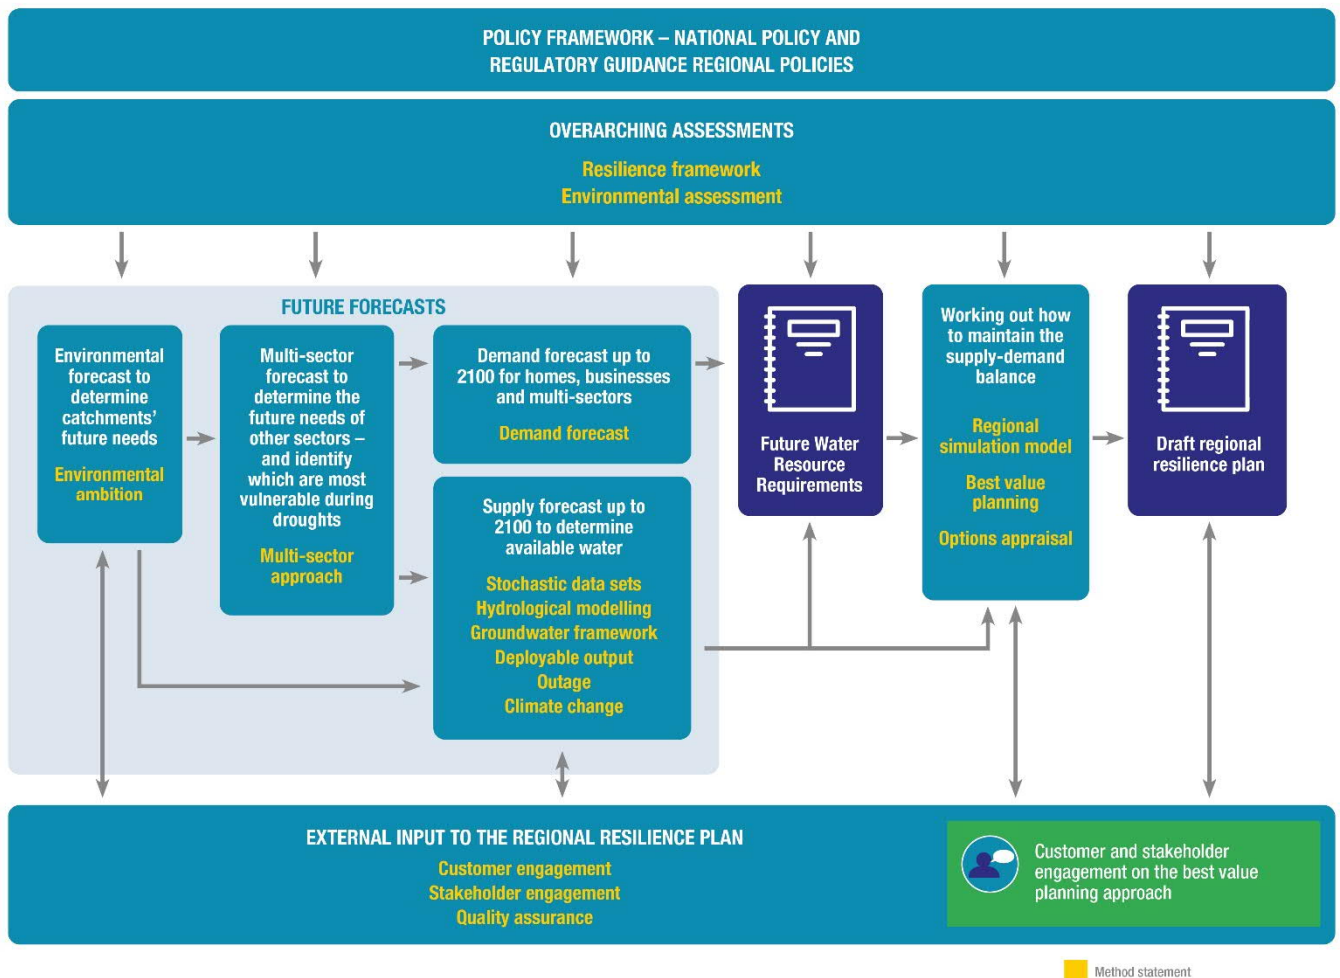 POLICY FRAMEWORK – NATIONAL POLICY AND
REGULATORY GUIDANCE REGIONAL POLICIES
OVERARCHING ASSESSMENTS
Resilience framework
Environmental assessment
FUTURE FORECASTS
Environmental
forecast to
determine
catchments’
future needs
Environmental
ambition
Multi-sector
forecast to
determine the
future needs of
other sectors –
and identify
which are most
vulnerable during
droughts
Multi-sector
approach
Demand forecast up to
2100 for homes, businesses
and multi-sectors
Demand forecast
Supply forecast up to
2100 to determine
available water
Stochastic data sets
Hydrological modelling
Groundwater framework
Deployable output
Outage
Climate change
Future Water
Resource
Requirements
Working out how
to maintain the
supply-demand
balance
Regional
simulation model
Best value
planning
Options appraisal
Draft regional
resilience plan
EXTERNAL INPUT TO THE REGIONAL RESILIENCE PLAN
Customer engagement
Stakeholder engagement
Quality assurance
Customer and stakeholder
engagement on the best value
planning approach
Method statement